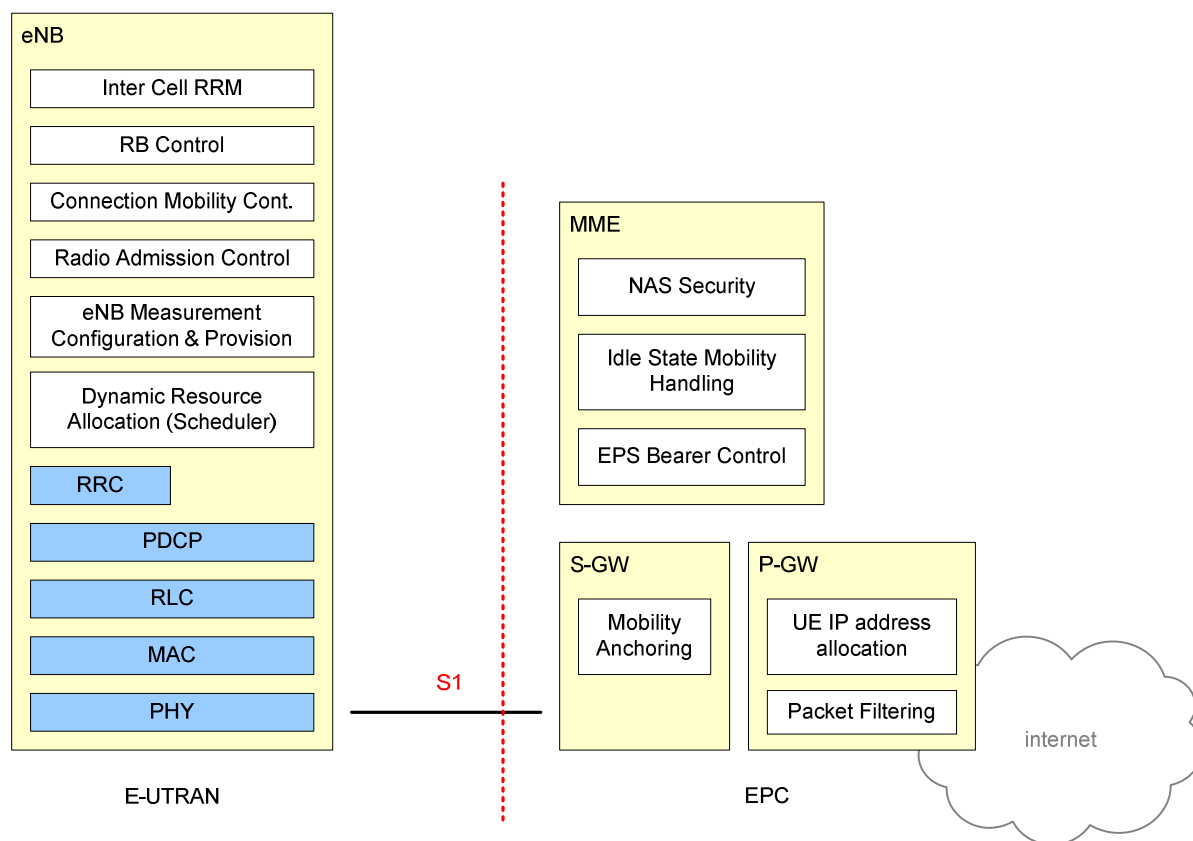 eNB
Inter Cell RRM
RB Control
Connection Mobility Cont.
Radio Admission Control
eNB Measurement
Configuration & Provision
Dynamic Resource
Allocation (Scheduler)
RRC
PDCP
RLC
MAC
PHY
E-UTRAN
S1
MME
NAS Security
Idle State Mobility
Handling
EPS Bearer Control
S-GW
Mobility
Anchoring
P-GW
UE IP address
allocation
Packet Filtering
internet
EPC